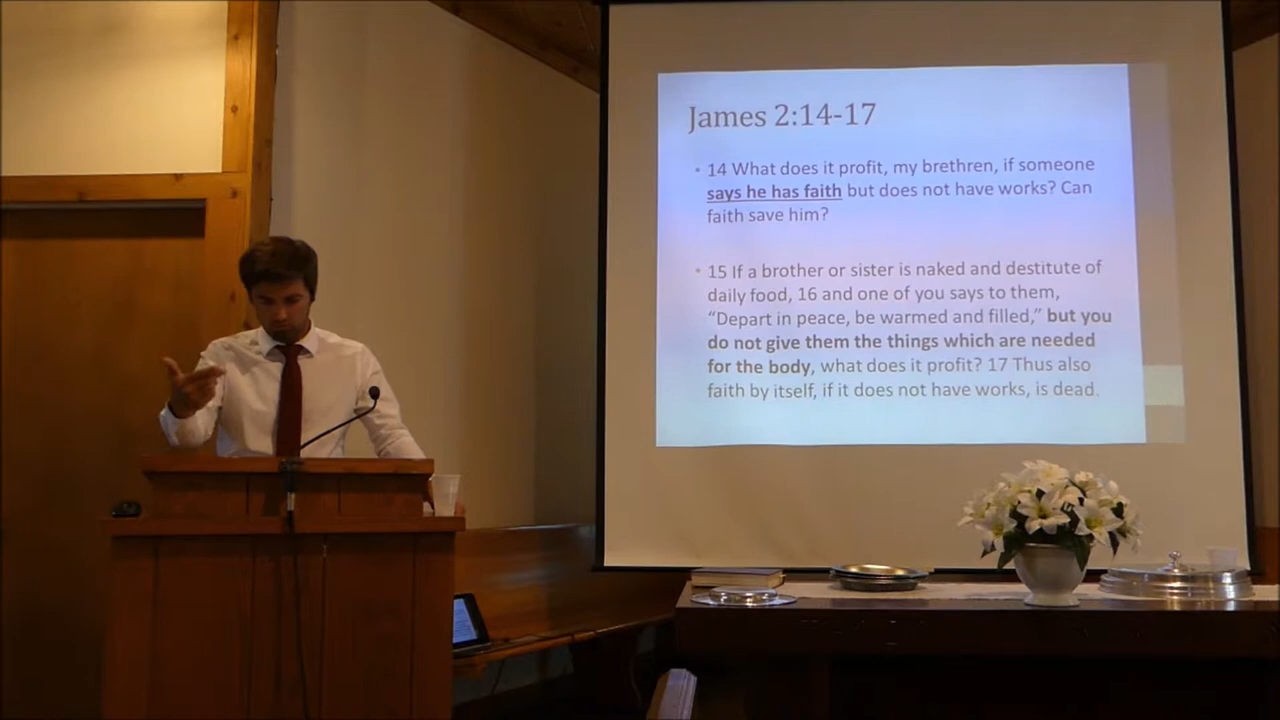 James 2:14-17
• 14 What does it profit, my brethren, if someone
says he has faith but does not have works? Can
faith save him?
• 15 If a brother or sister is naked and destitute of
daily food, 16 and one of you says to them,
“Depart in peace, be warmed and filled,” but you
do not give them the things which are needed
for the body, what does it profit? 17 Thus also
faith by itself, if it does not have works, is dead.